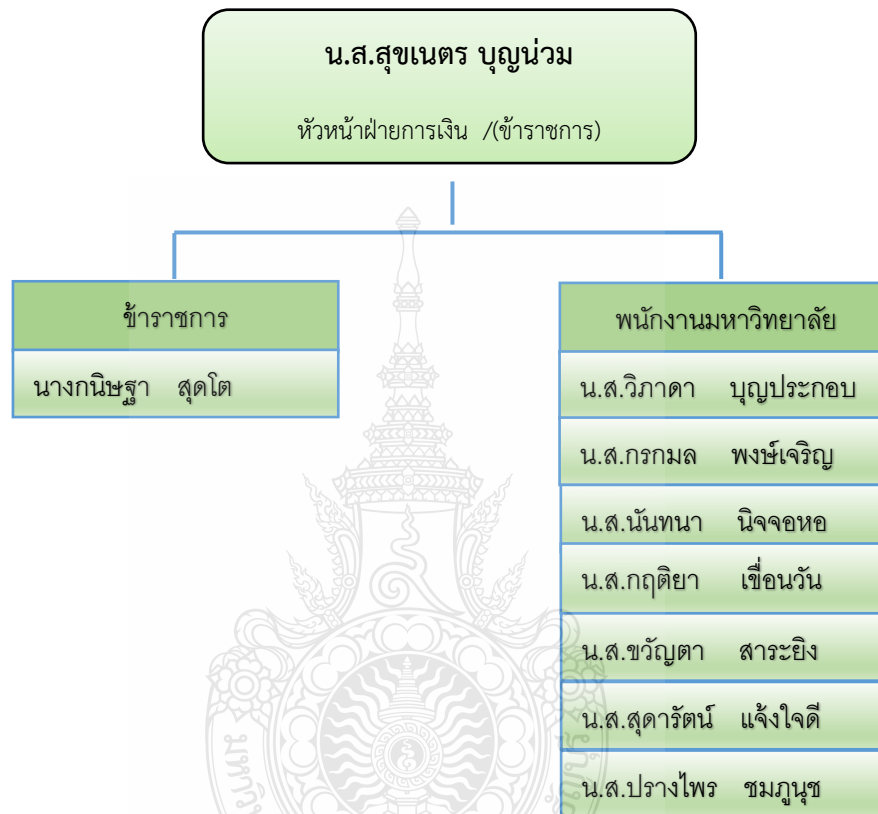 น.ส.สุขเนตร บุญน่วม
หัวหน้าฝ่ายการเงิน /(ข้าราชการ)
ข้าราชการ
นางกนิษฐา สุดโต
พนักงานมหาวิทยาลัย
น.ส.วิภาดา บุญประกอบ
น.ส.กรกมล พงษ์เจริญ
น.ส.นันทนา นิจจอหอ
น.ส.กฤติยา เขื่อนวัน
น.ส.ขวัญตา สาระยิง
น.ส.สุดารัตน์ แจ้งใจดี
น.ส.ปรางไพร ชมภูนุช